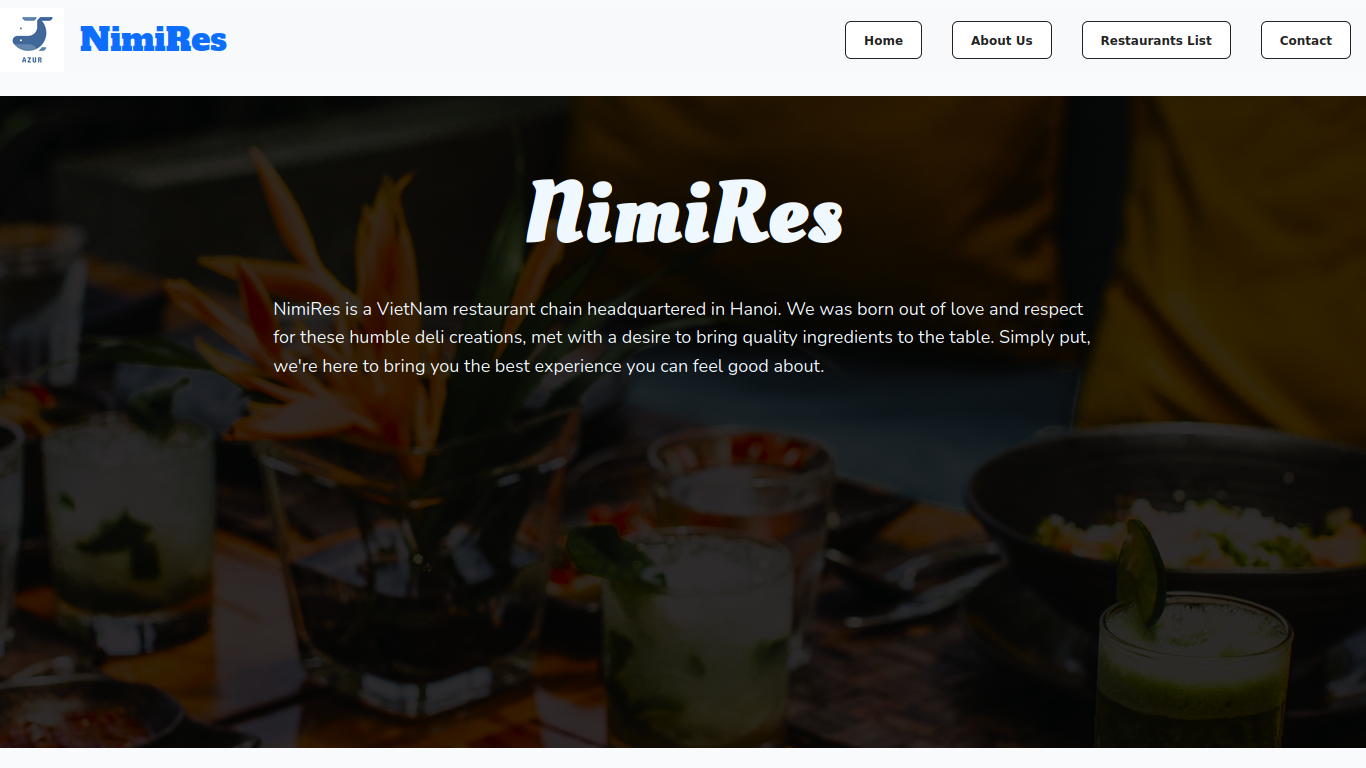 AZUR
NimiRes
Home
About Us
Restaurants List
Contact
NimiRes
NimiRes is a VietNam restaurant chain headquartered in Hanoi. We was born out of love and respect
for these humble deli creations, met with a desire to bring quality ingredients to the table. Simply put,
we're here to bring you the best experience you can feel good about.